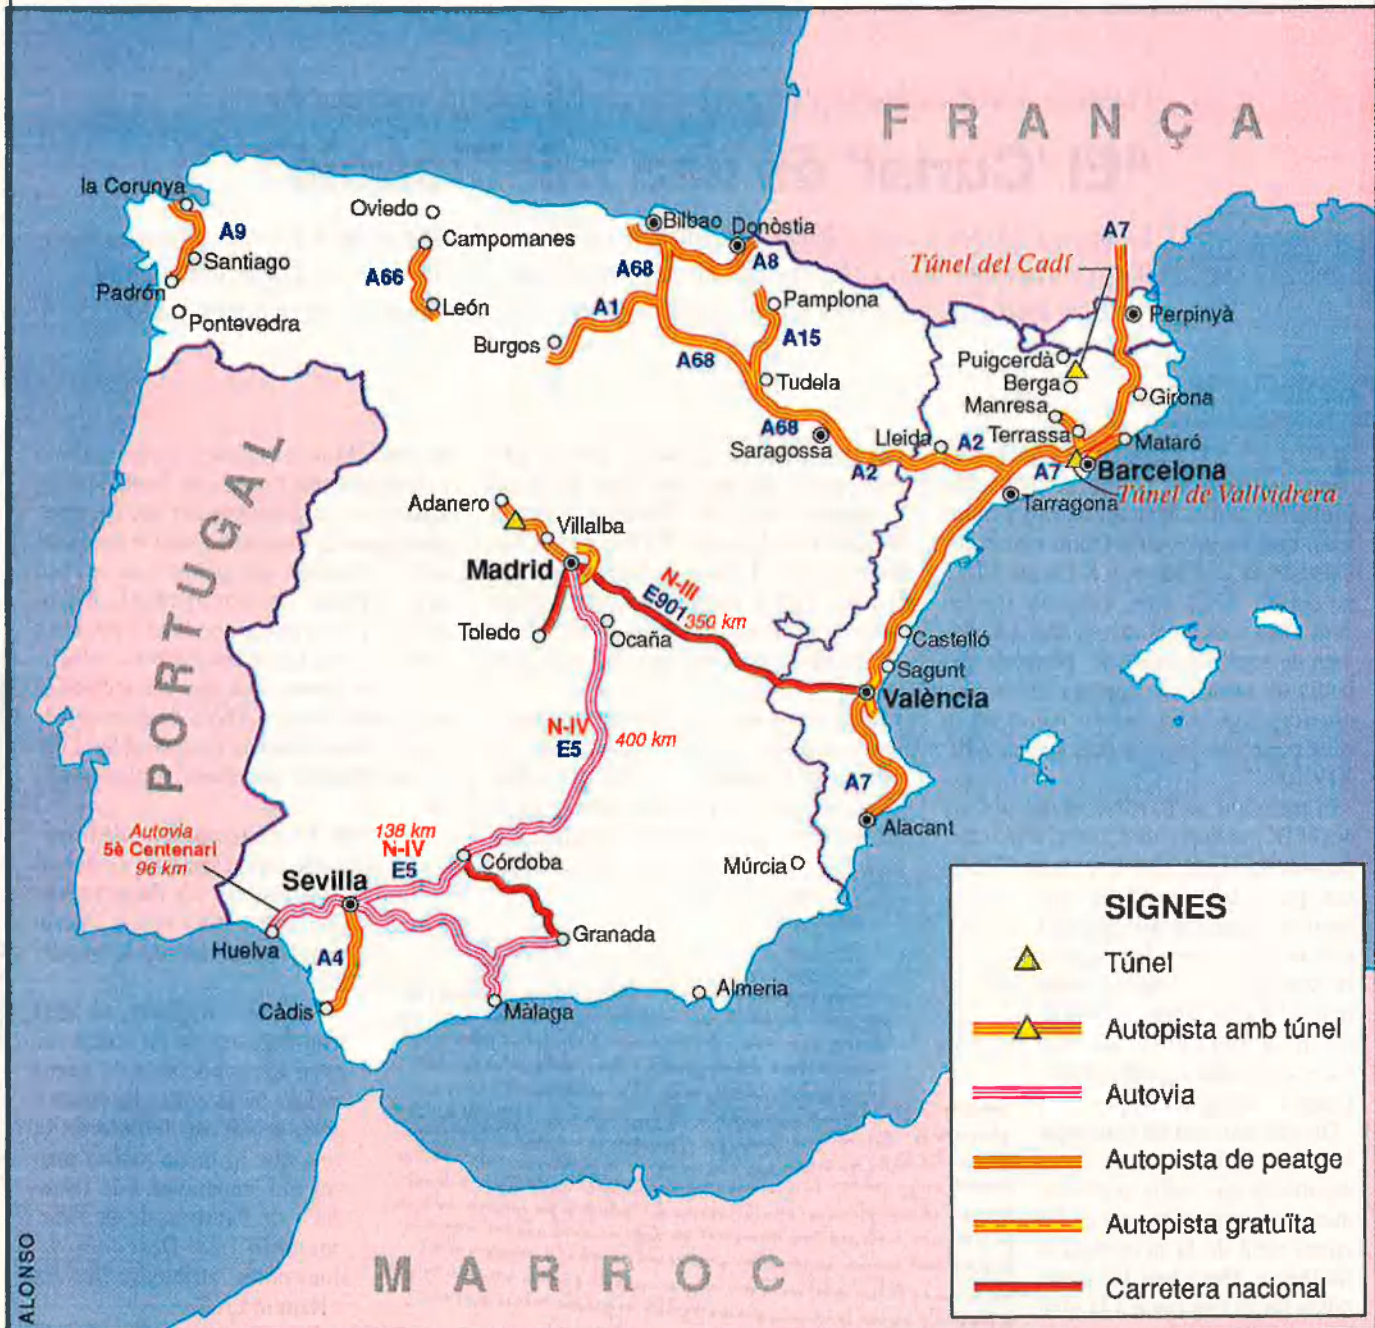 FRANÇA
la Corunya
A9
Santiago
Padrón
Pontevedra
Oviedo
Campomanes
A66
León
Bilbao
Donòstia
A8
A68
A1
Burgos
A68
Pamplona
A15
Tudela
A68
Saragossa
A7
Túnel del Cadí
Perpinyà
Puigcerdà
Berga
Manresa
Girona
Terrassa
Mataró
Lleida
A2
A2
A7
Barcelona
Túnel de Vallvidrera
Tarragona
PORTUGAL
Adanero
Villalba
Madrid
N-III
E901
350 km
Toledo
Ocaña
Castelló
Sagunt
València
N-IV
E5
400 km
A7
Alacant
Múrcia
Autovia
5è Centenari
96 km
138 km
N-IV
E5
Córdoba
Sevilla
Huelva
A4
Granada
Càdis
Màlaga
Almeria
MARROC
SIGNES
Túnel
Autopista amb túnel
Autovia
Autopista de peatge
Autopista gratuïta
Carretera nacional
ALONSO